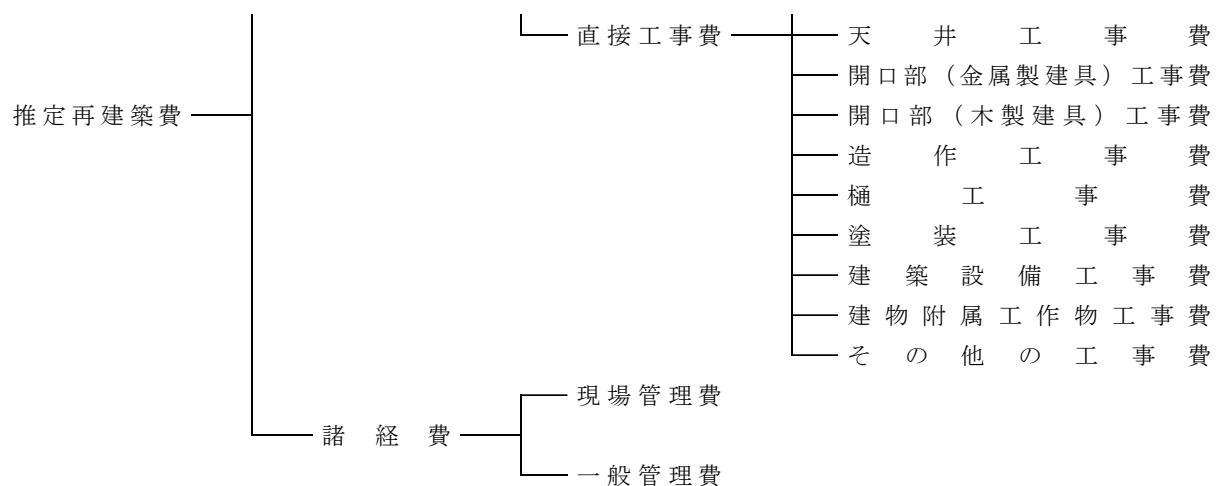 直接工事費
天井工事費
開口部（金属製建具）工事費
推定再建築費
開口部（木製建具）工事費
造作工事費
樋工事費
塗装工事費
建築設備工事費
建物附属工作物工事費
その他の工事費
現場管理費
諸経費
一般管理費